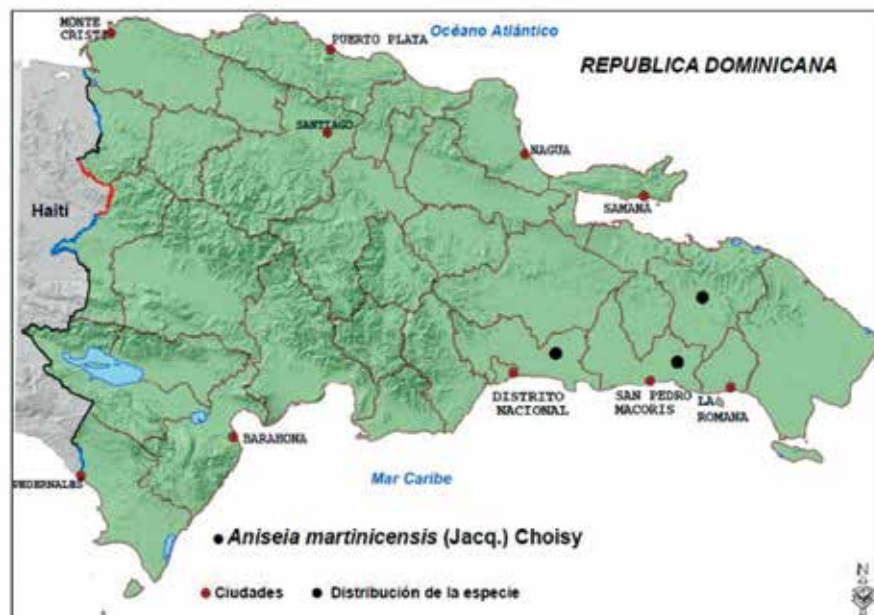 MONTE
CRISTI
PUERTO PLATA
Océano Atlántico
REPUBLICA DOMINICANA
SANTIAGO
NAGUA
Haití
SAMANA
DISTRITO
NACIONAL
SAN PEDRO
MACORIS
LA
ROMANA
BARAHONA
Mar Caribe
PEDERNALES
Aniseia martinicensis (Jacq.) Choisy
Ciudades
Distribución de la especie
N